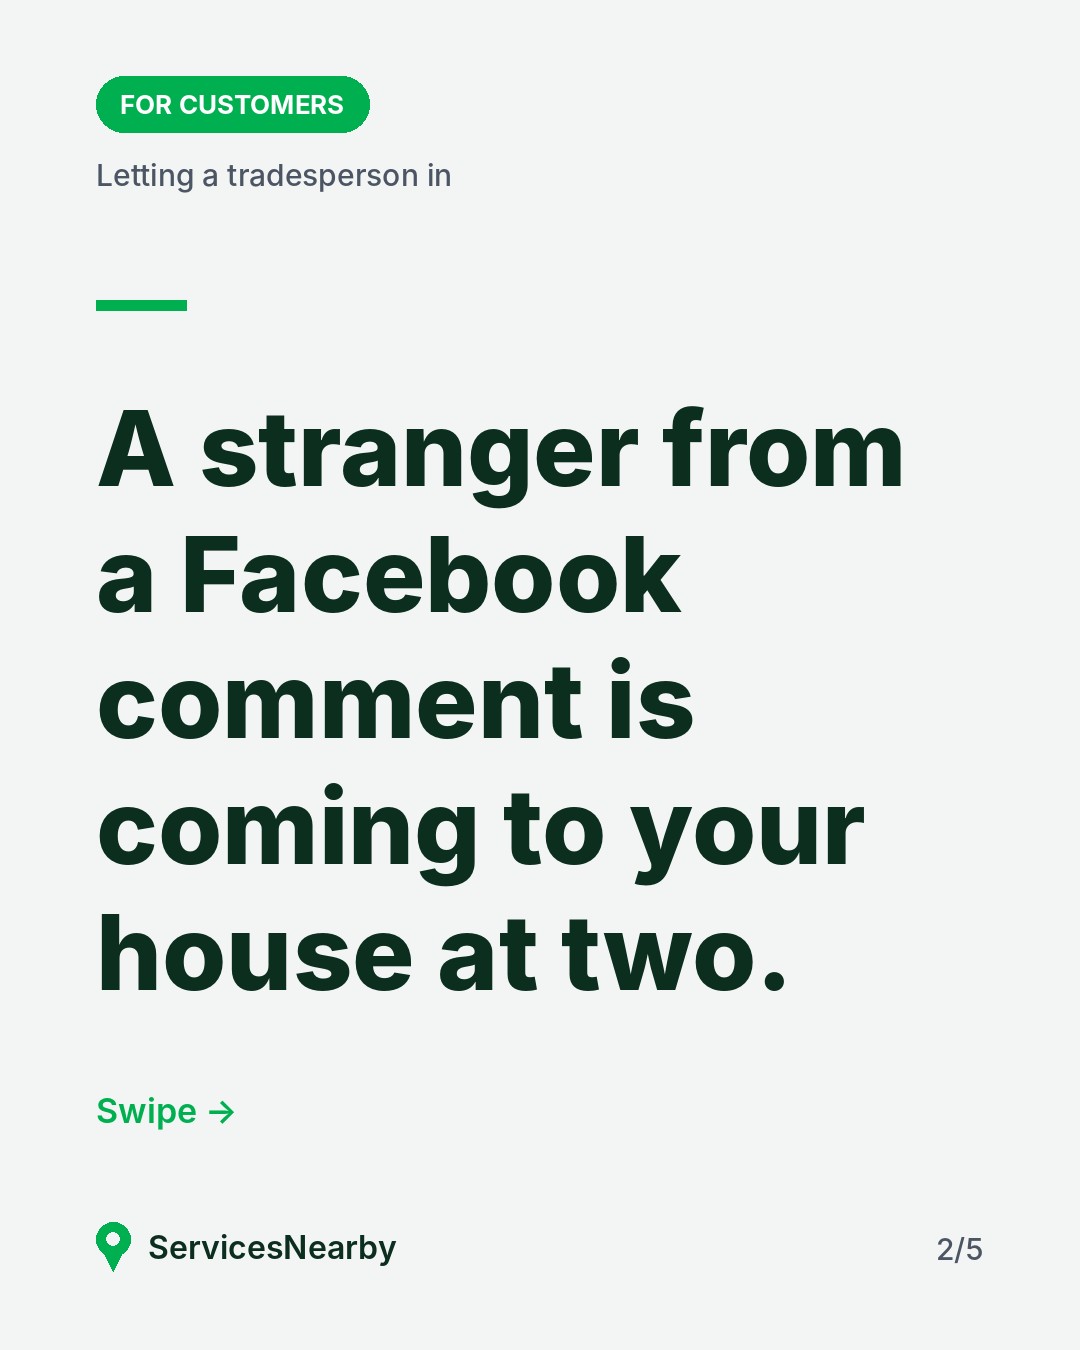 FOR CUSTOMERS
Letting a tradesperson in
A stranger from
a Facebook
comment is
coming to your
house at two.
Swipe →
ServicesNearby
2/5